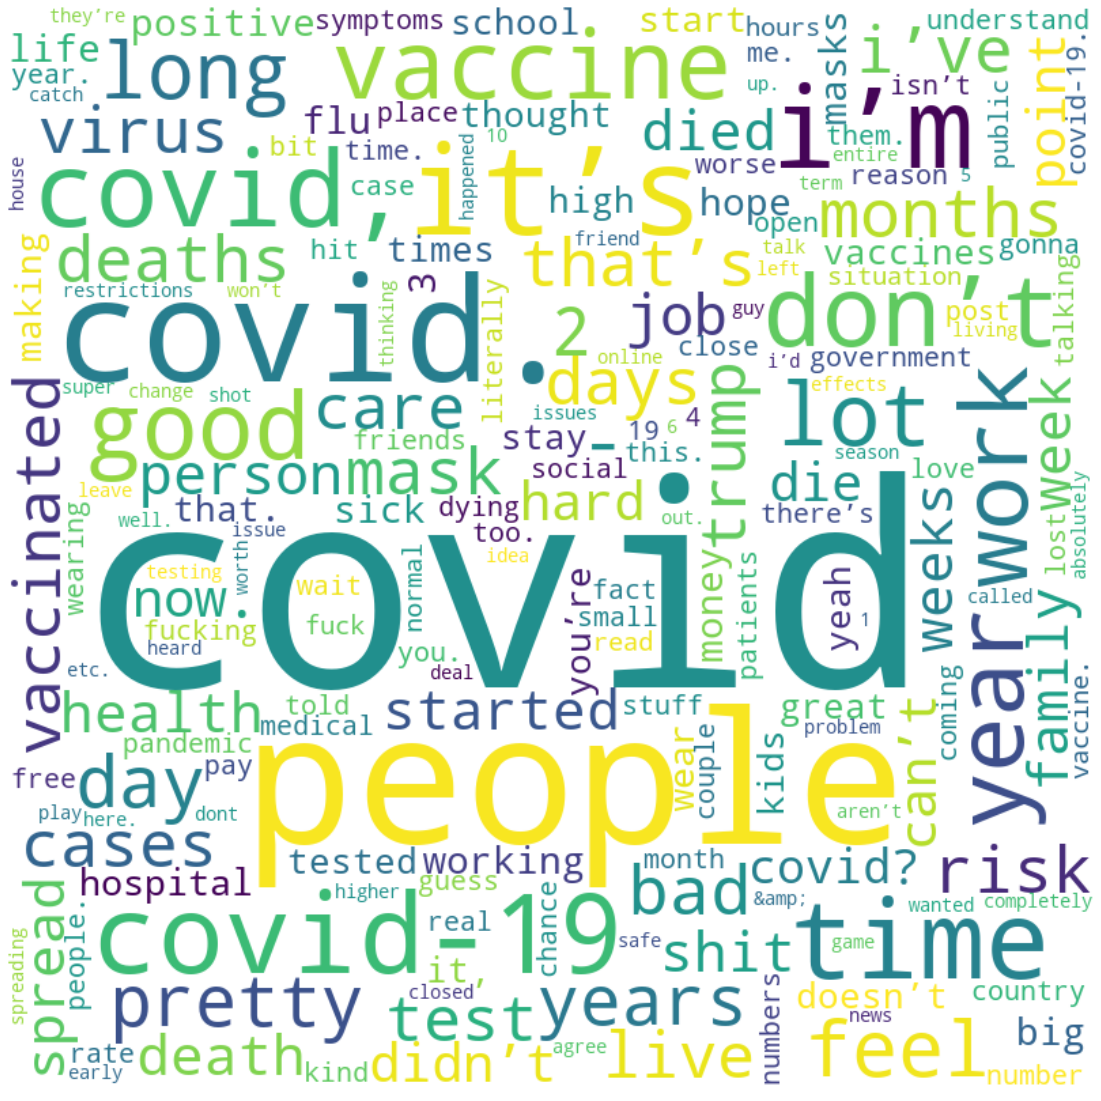 they're
positive
symptoms
school
start
hours
understand
life
long
vaccine
me.
masks
i've
year.
catch
up.
isn't
point
covid-19.
virus
flu
place
thought
died
i'm
them.
public
bit
time.
10
worse
entire
house
covid,
case
happened
it's
high
hope
term
reason
5
months
open
deaths
hit
times
friend
that's
talk
left
vaccines
gonna
making
restrictions
won't
3
situation
talking
covid.
thinking
literally
2
job
guy
don't
post
living
online
close
i'd
government
super
change
shot
days
effects
vaccinated
good
care
issues
trump
lot
year
work
week
friends
stay
-
19
6
4
this.
season
person
mask
social
die
love
lost
absolutely
leave
that.
sick
dying
hard
there's
weeks
wearing
well.
issue
too.
out.
money
covid
testing
worth
normal
idea
wait
fact
patients
yeah
called
now.
small
1
family
fucking
fuck
you're
read
heard
you.
etc.
deal
health
told
started
stuff
great
can't
coming
vaccine.
medical
pandemic
people
wear
couple
kids
problem
free
day
pay
play
here.
dont
aren't
cases
tested
working
month
covid?
risk
hospital
higher
guess
bad
&amp;
wanted
completely
spread
people.
covid-19
real
chance
safe
shit
game
time
spreading
it,
closed
pretty
test
years
numbers
doesn't
country
news
rate
early
death
kind
didn't
agree
live
feel
big
number